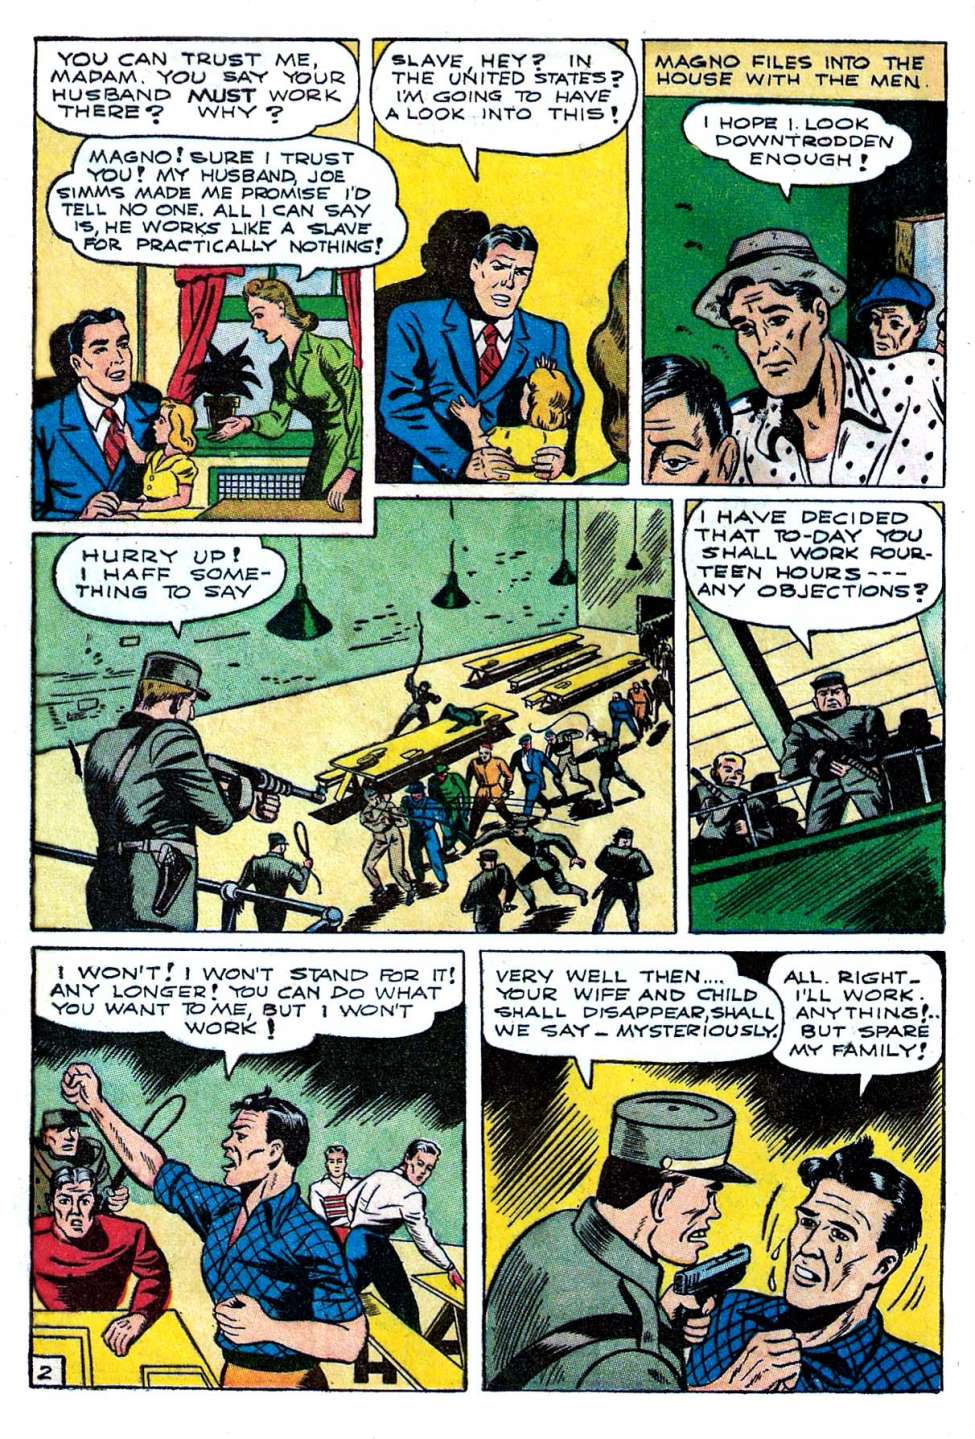 YOU CAN TRUST ME,
MADAM. YOU SAY YOUR
HUSBAND MUST WORK
THERE? WHY?
MAGNO! SURE I TRUST
YOU! MY HUSBAND, JOE
SIMMS MADE ME PROMISE I'D
TELL NO ONE. ALL I CAN SAY
IS, HE WORKS LIKE A SLAVE
FOR PRACTICALLY NOTHING!
SLAVE, HEY? IN
THE UNITED STATES?
I'M GOING TO HAVE
A LOOK INTO THIS!
MAGNO FILES INTO THE
HOUSE WITH THE MEN.
I HOPE I LOOK
DOWNTRODDEN
ENOUGH!
HURRY UP!
I HAFF SOME-
THING TO SAY
I HAVE DECIDED
THAT TO-DAY YOU
SHALL WORK FOUR-
TEEN HOURS----
ANY OBJECTIONS?
I WON'T! I WON'T STAND FOR IT!
ANY LONGER! YOU CAN DO WHAT
YOU WANT TO ME, BUT I WON'T
WORK!
VERY WELL THEN....
YOUR WIFE AND CHILD
SHALL DISAPPEAR, SHALL
WE SAY - MYSTERIOUSLY.
ALL RIGHT-
I'LL WORK.
ANYTHING!..
BUT SPARE
MY FAMILY!
2